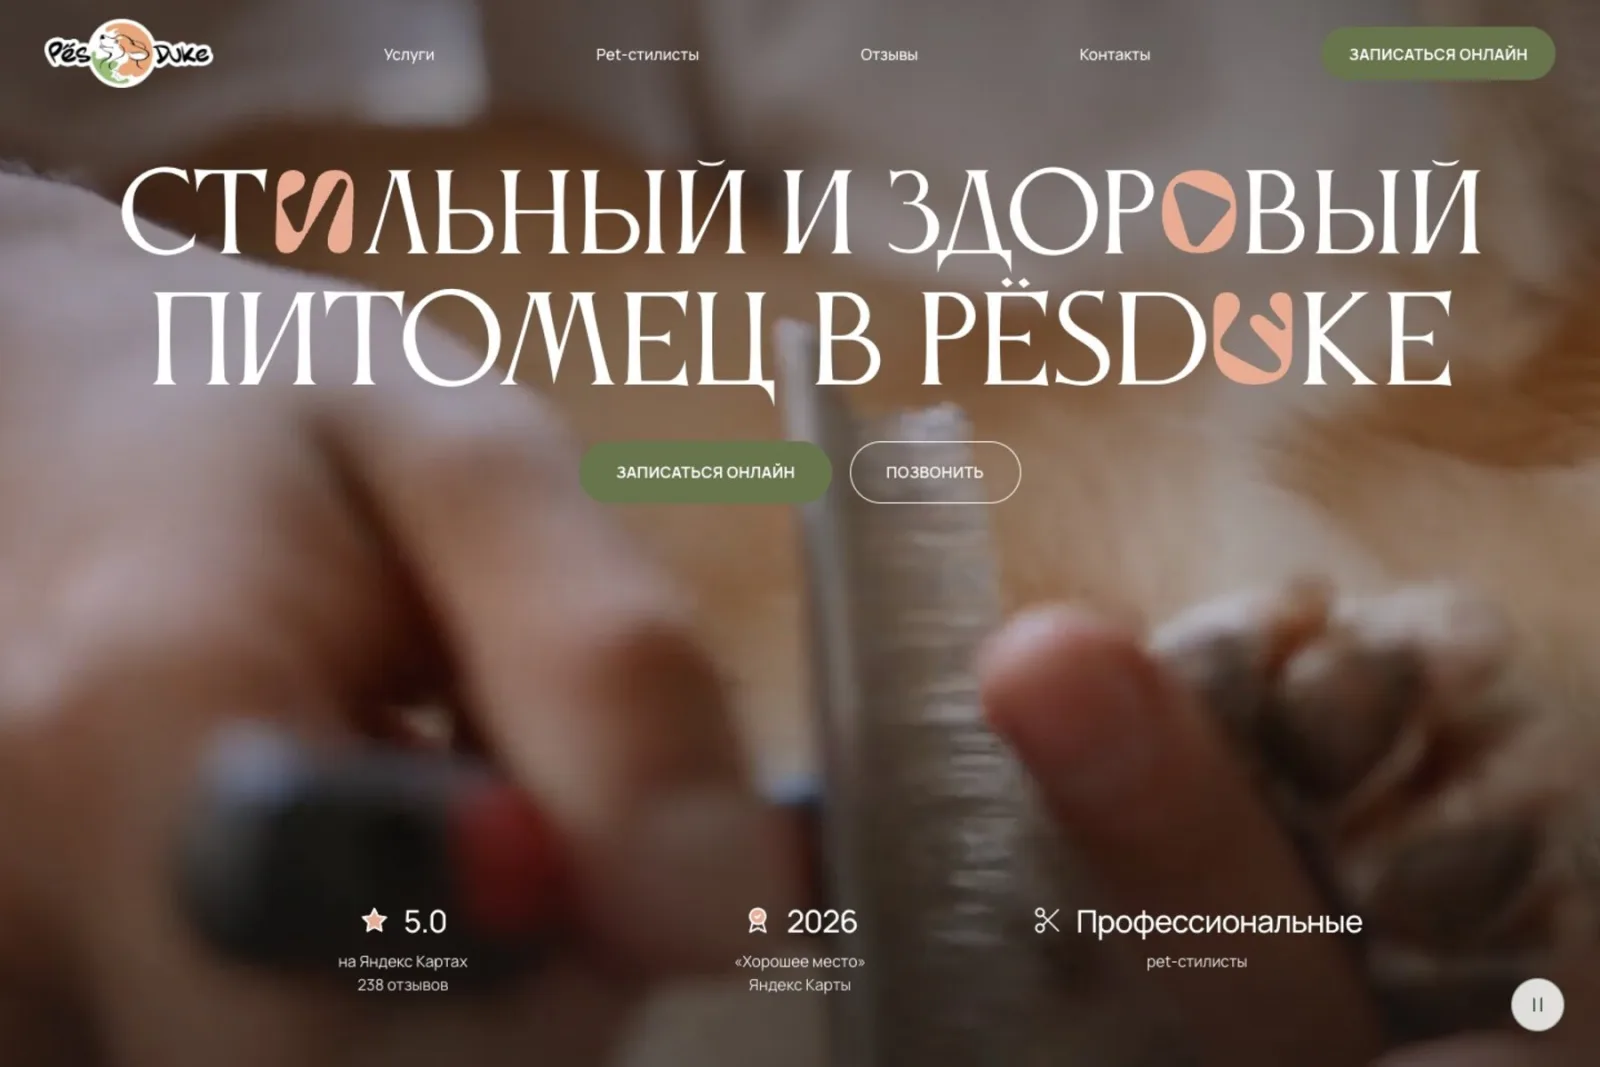 Pёs Duke
Услуги
Pet-стилисты
Отзывы
Контакты
ЗАПИСАТЬСЯ ОНЛАЙН
СТИЛЬНЫЙ И ЗДОРОВЫЙ
ПИТОМЕЦ В PЁSDUKE
ЗАПИСАТЬСЯ ОНЛАЙН
ПОЗВОНИТЬ
5.0
на Яндекс Картах
238 отзывов
2026
«Хорошее место»
Яндекс Карты
Профессиональные
pet-стилисты